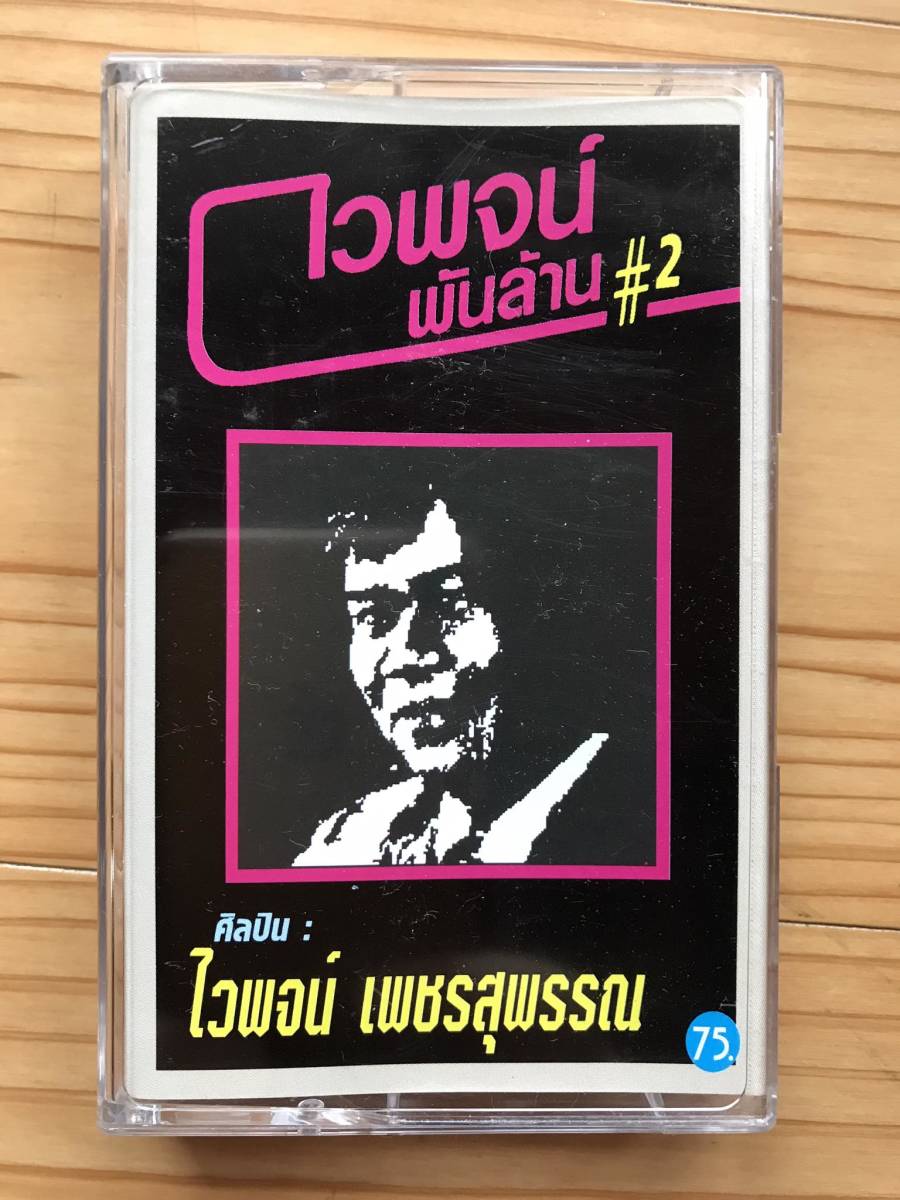 ไวพจน์
พันล้าน #2
ศิลปิน :
ไวพจน์ เพชรสุพรรณ
75.